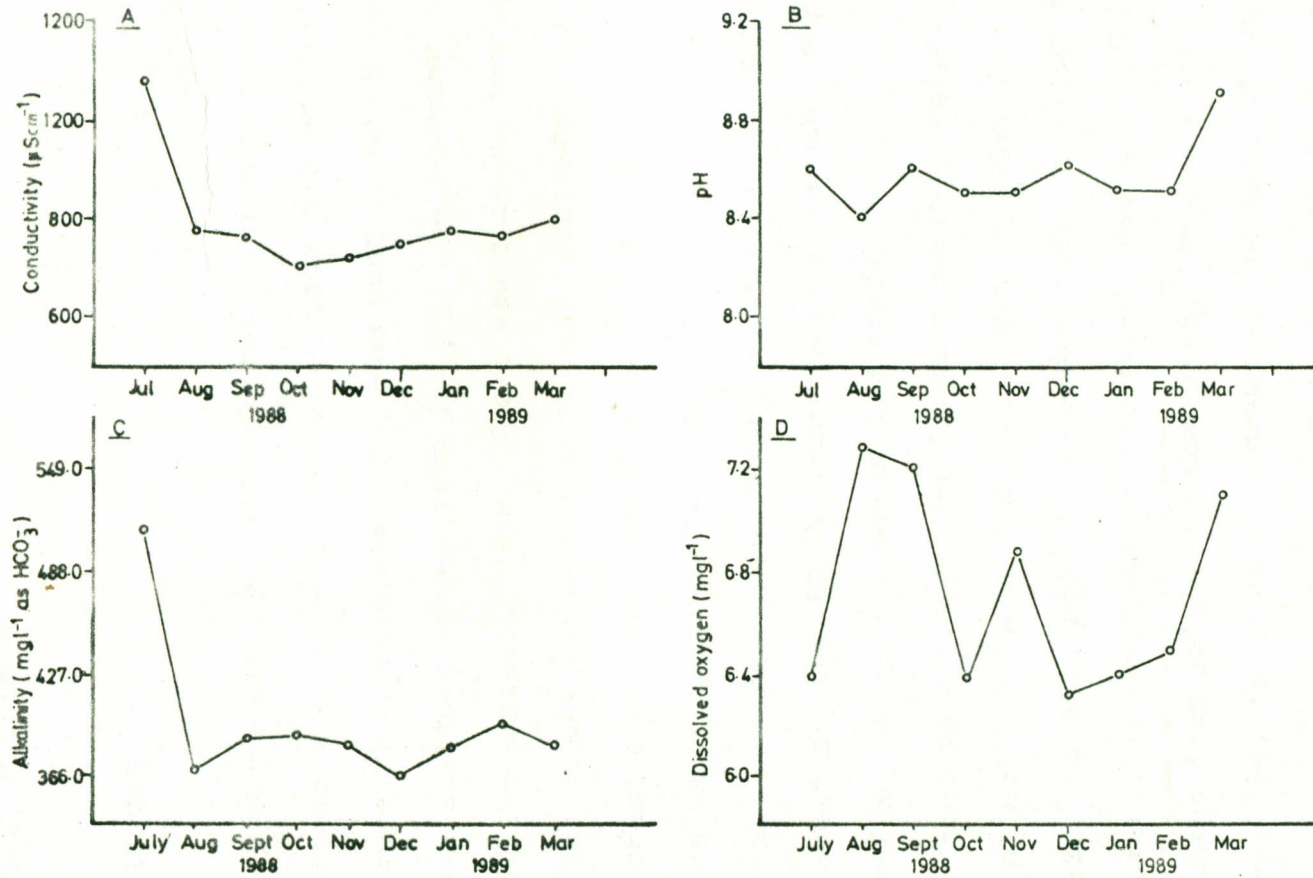 A
1200
1200
800
600
Conductivity (µScm⁻¹)
Jul Aug Sep Oct Nov Dec Jan Feb Mar
1988 1989
B
9.2
8.8
8.4
8.0
pH
Jul Aug Sep Oct Nov Dec Jan Feb Mar
1988 1989
C
549.0
488.0
427.0
366.0
Alkalinity (mgl⁻¹ as HCO₃⁻)
July Aug Sept Oct Nov Dec Jan Feb Mar
1988 1989
D
7.2
6.8
6.4
6.0
Dissolved oxygen (mgl⁻¹)
July Aug Sept Oct Nov Dec Jan Feb Mar
1988 1989